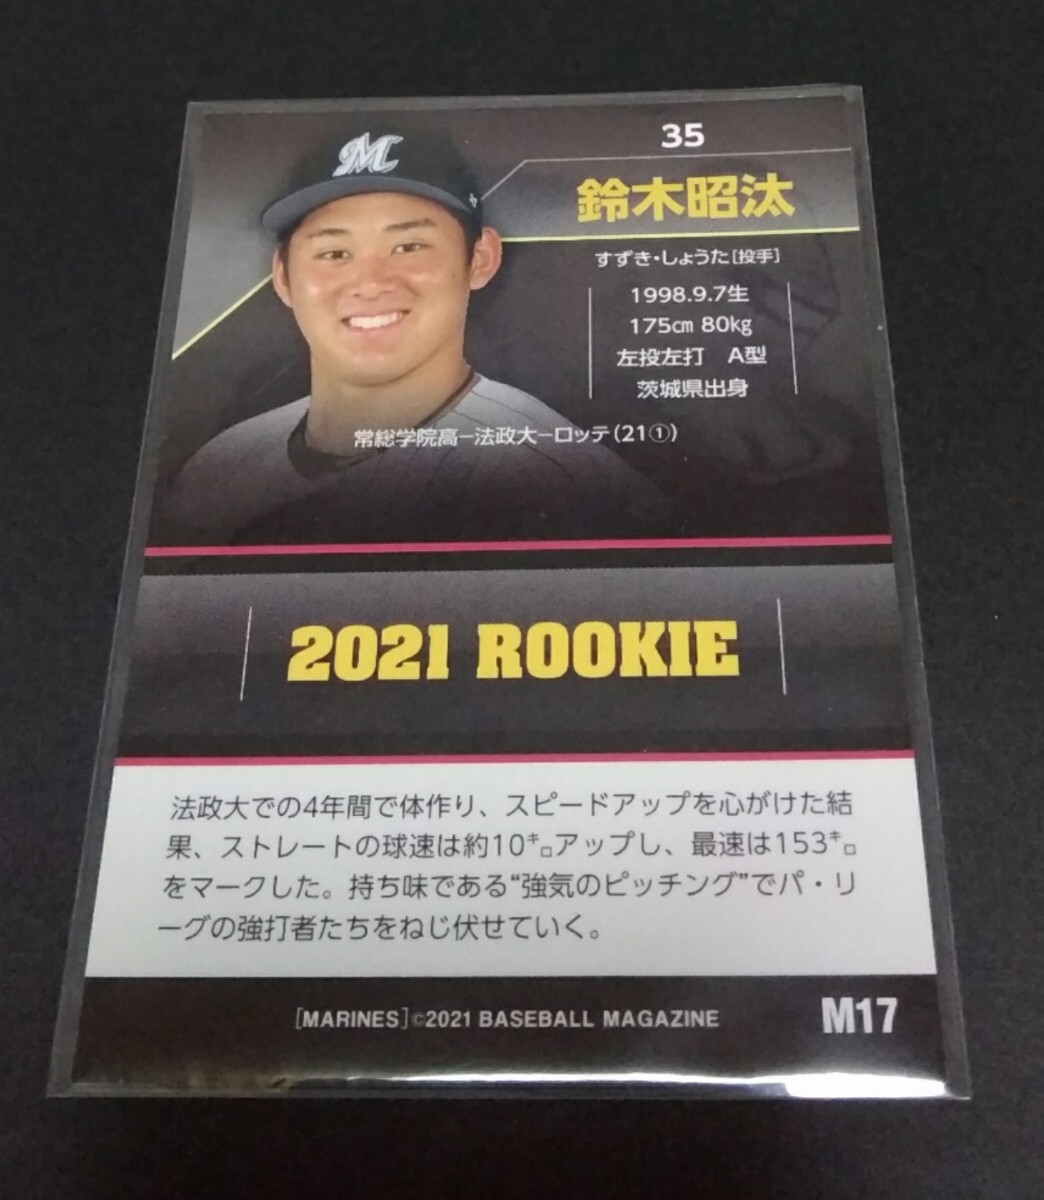 M
35
鈴木昭汰
すずき・しょうた[投手]
1998.9.7生
175㎝ 80㎏
左投左打　A型
茨城県出身
常総学院高−法政大−ロッテ(21①)
2021 ROOKIE
法政大での4年間で体作り、スピードアップを心がけた結
果、ストレートの球速は約10㌔アップし、最速は153㌔
をマークした。持ち味である“強気のピッチング”でパ・リ
ーグの強打者たちをねじ伏せていく。
[MARINES]©2021 BASEBALL MAGAZINE
M17